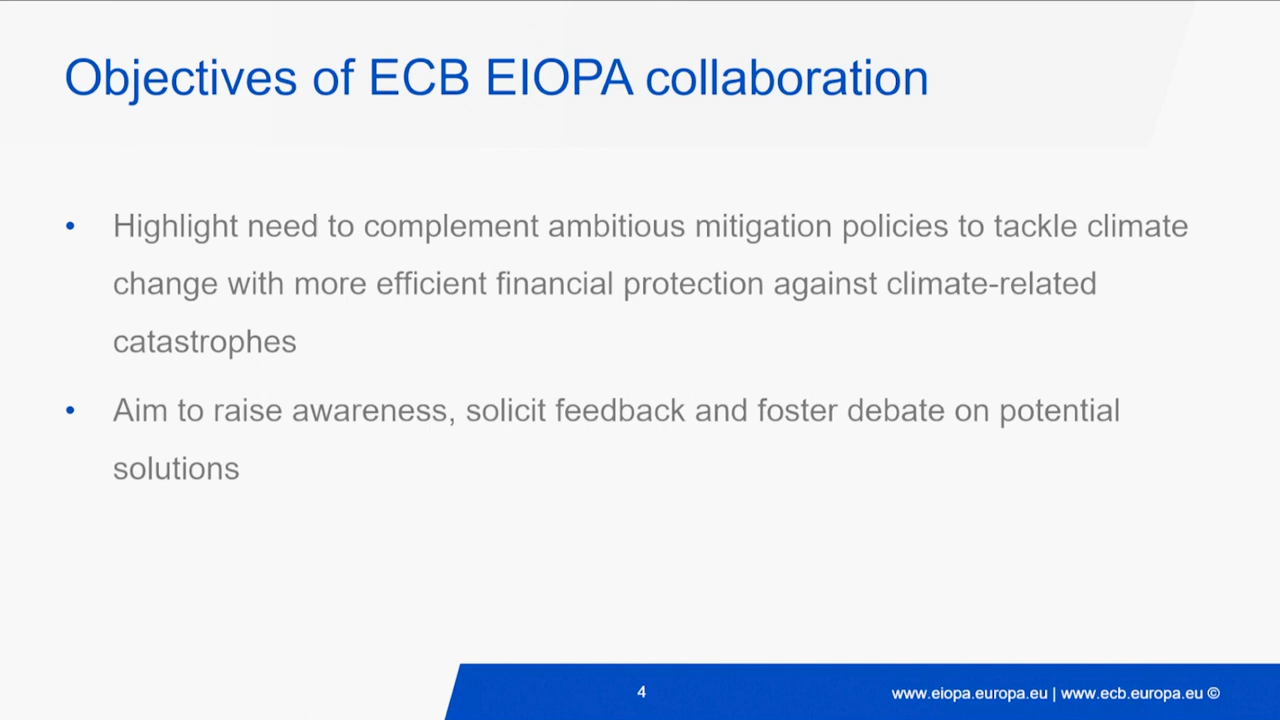 Objectives of ECB EIOPA collaboration
• Highlight need to complement ambitious mitigation policies to tackle climate
change with more efficient financial protection against climate-related
catastrophes
• Aim to raise awareness, solicit feedback and foster debate on potential
solutions
4
www.eiopa.europa.eu | www.ecb.europa.eu ©